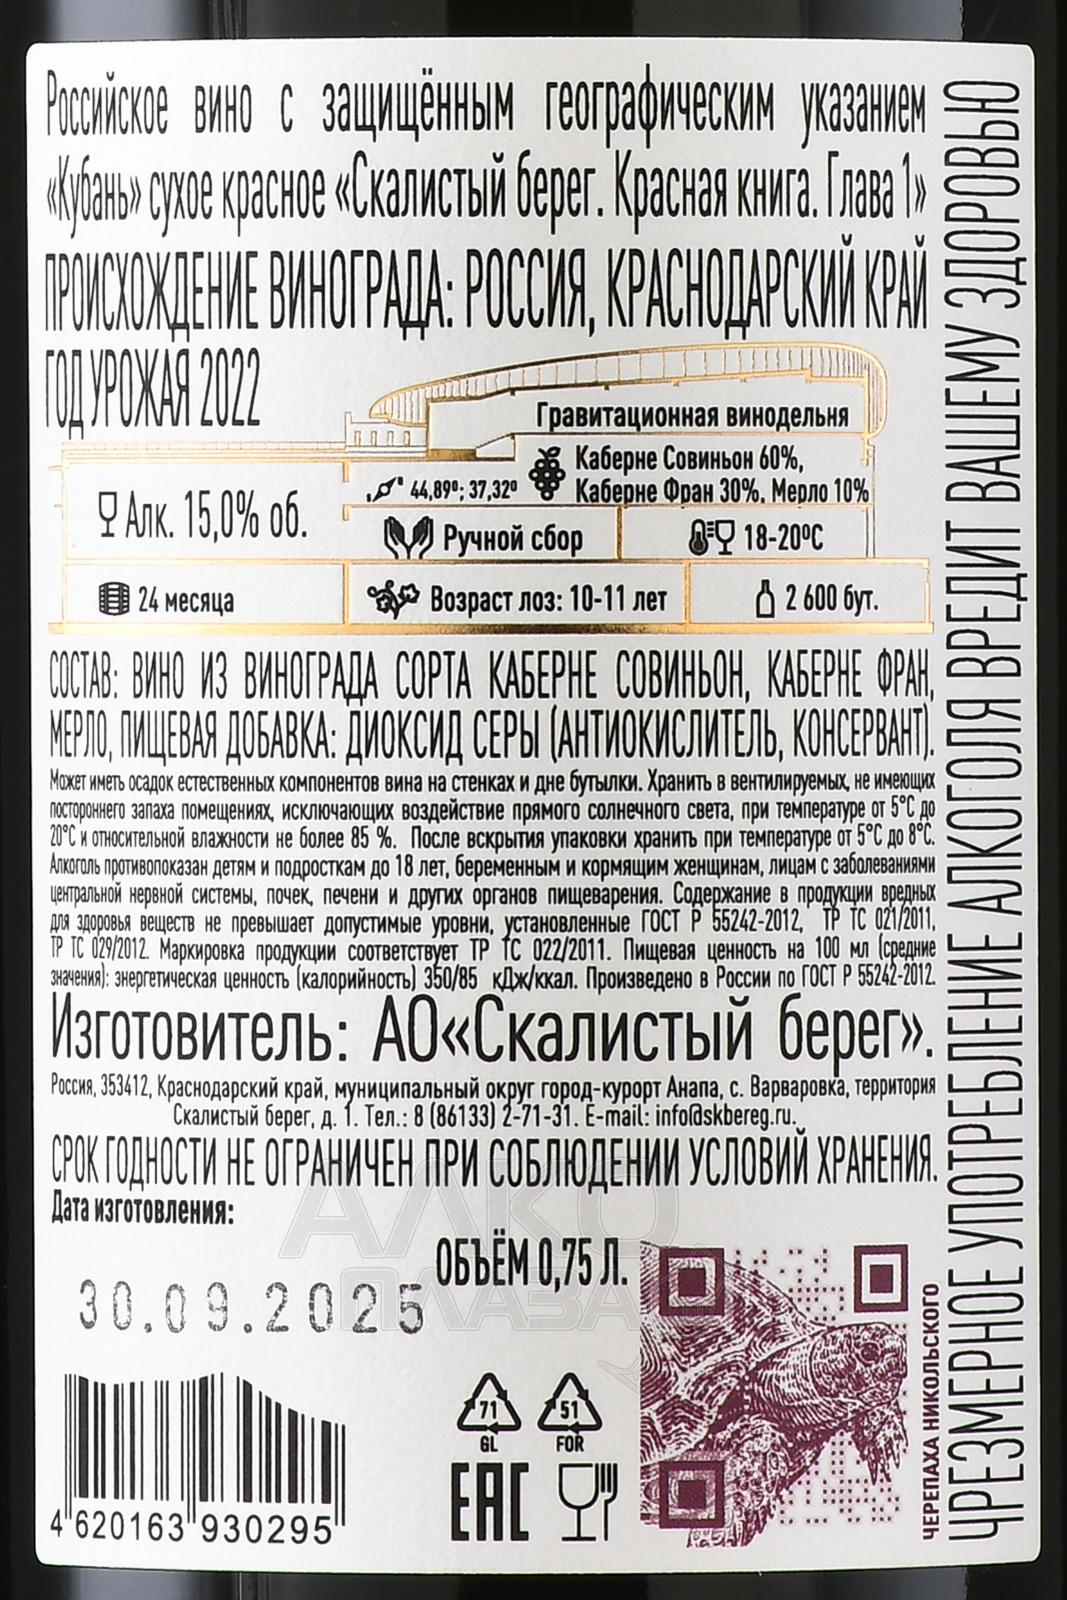 Российское вино с защищённым географическим указанием
«Кубань» сухое красное «Скалистый берег. Красная книга. Глава 1»
ПРОИСХОЖДЕНИЕ ВИНОГРАДА: РОССИЯ, КРАСНОДАРСКИЙ КРАЙ
ГОД УРОЖАЯ 2022
Гравитационная винодельня
Каберне Совиньон 60%,
44,89º; 37,32º
Каберне Фран 30%, Мерло 10%
Алк. 15,0% об.
Ручной сбор
18-20ºС
24 месяца
Возраст лоз: 10-11 лет
2 600 бут.
СОСТАВ: ВИНО ИЗ ВИНОГРАДА СОРТА КАБЕРНЕ СОВИНЬОН, КАБЕРНЕ ФРАН,
МЕРЛО, ПИЩЕВАЯ ДОБАВКА: ДИОКСИД СЕРЫ (АНТИОКИСЛИТЕЛЬ, КОНСЕРВАНТ).
Может иметь осадок естественных компонентов вина на стенках и дне бутылки. Хранить в вентилируемых, не имеющих
постороннего запаха помещениях, исключающих воздействие прямого солнечного света, при температуре от 5°С до
20°С и относительной влажности не более 85 %. После вскрытия упаковки хранить при температуре от 5°С до 8°С.
Алкоголь противопоказан детям и подросткам до 18 лет, беременным и кормящим женщинам, лицам с заболеваниями
центральной нервной системы, почек, печени и других органов пищеварения. Содержание в продукции вредных
для здоровья веществ не превышает допустимые уровни, установленные ГОСТ Р 55242-2012, ТР ТС 021/2011,
ТР ТС 029/2012. Маркировка продукции соответствует ТР ТС 022/2011. Пищевая ценность на 100 мл (средние
значения): энергетическая ценность (калорийность) 350/85 кДж/ккал. Произведено в России по ГОСТ Р 55242-2012.
Изготовитель: АО«Скалистый берег».
Россия, 353412, Краснодарский край, муниципальный округ город-курорт Анапа, с. Варваровка, территория
Скалистый берег, д. 1. Тел.: 8 (86133) 2-71-31. E-mail: info@skbereg.ru.
СРОК ГОДНОСТИ НЕ ОГРАНИЧЕН ПРИ СОБЛЮДЕНИИ УСЛОВИЙ ХРАНЕНИЯ.
Дата изготовления:
ОБЪЁМ 0,75 Л.
30.09.2025
АЛКО
ПЛАЗА
71
GL
51
FOR
EAC
4 620163 930295
ЧЕРЕПАХА НИКОЛЬСКОГО
ЧРЕЗМЕРНОЕ УПОТРЕБЛЕНИЕ АЛКОГОЛЯ ВРЕДИТ ВАШЕМУ ЗДОРОВЬЮ